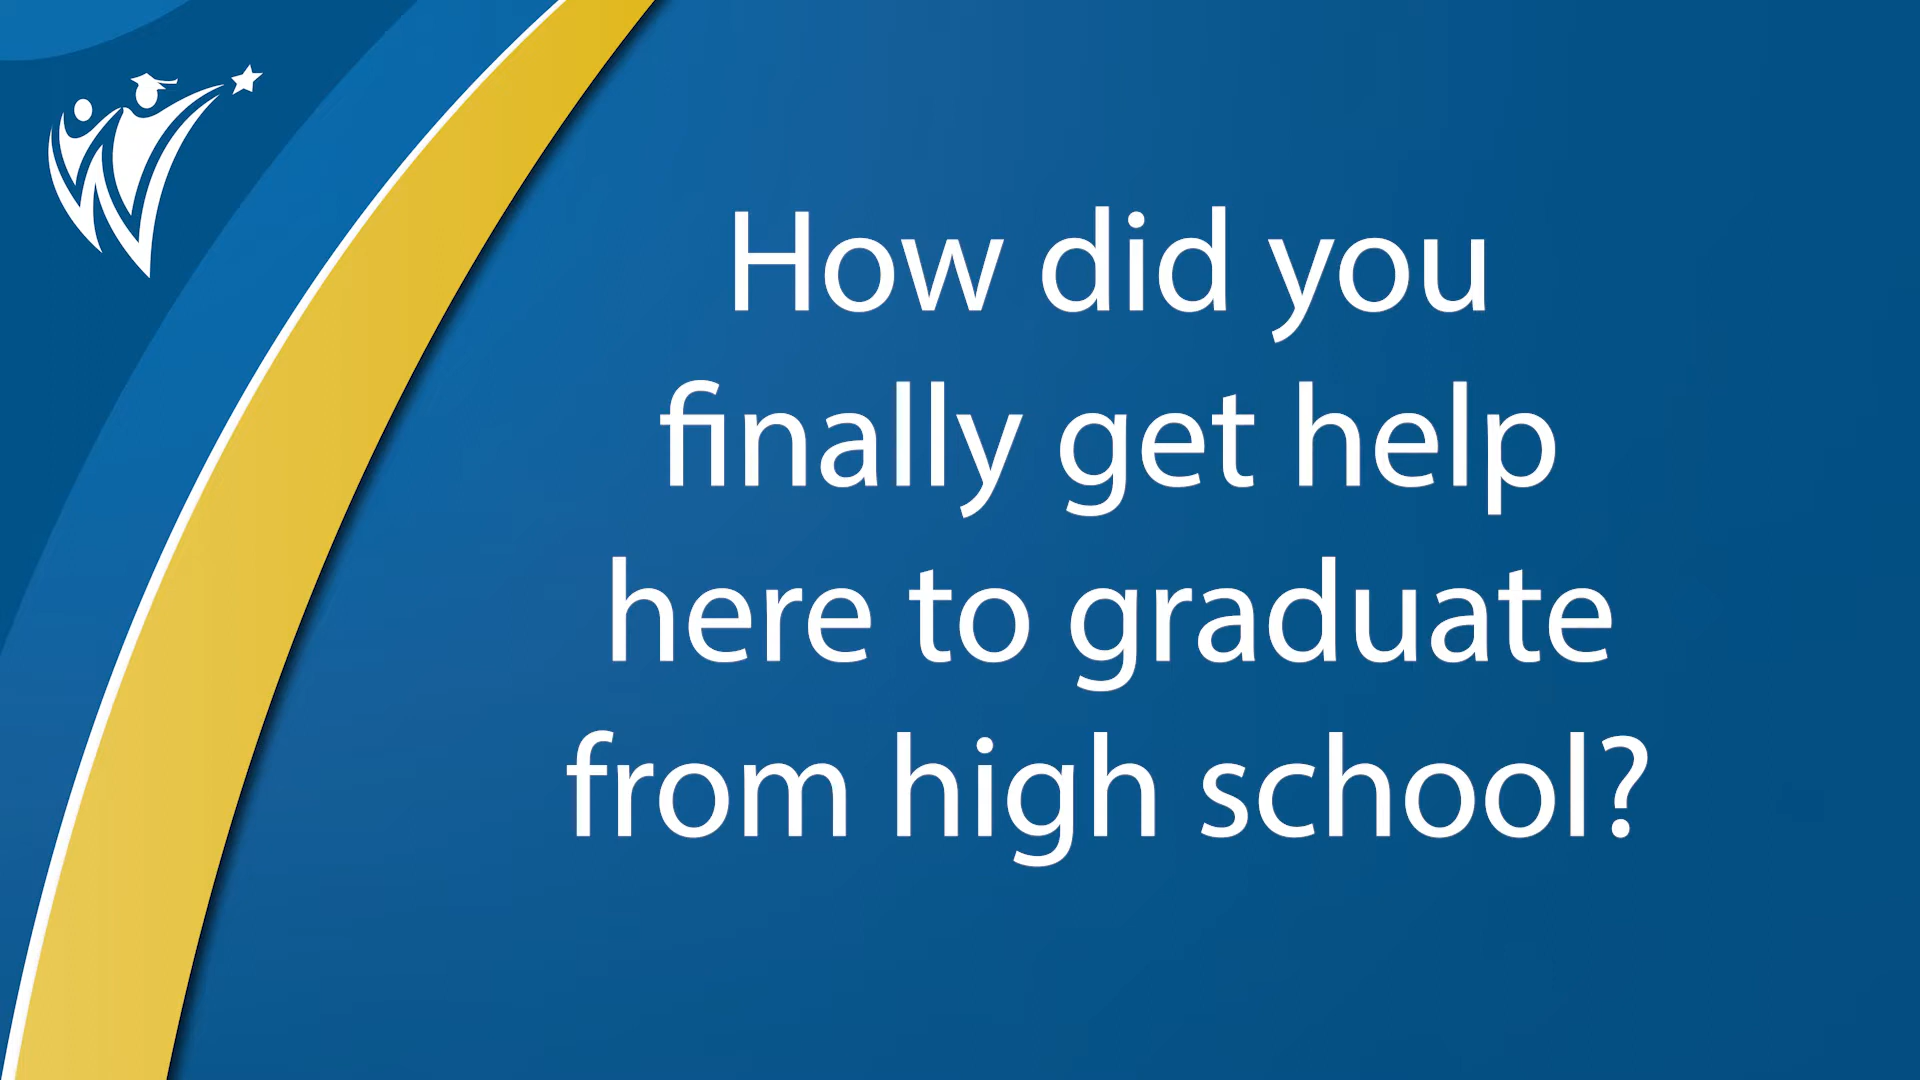 How did you
finally get help
here to graduate
from high school?